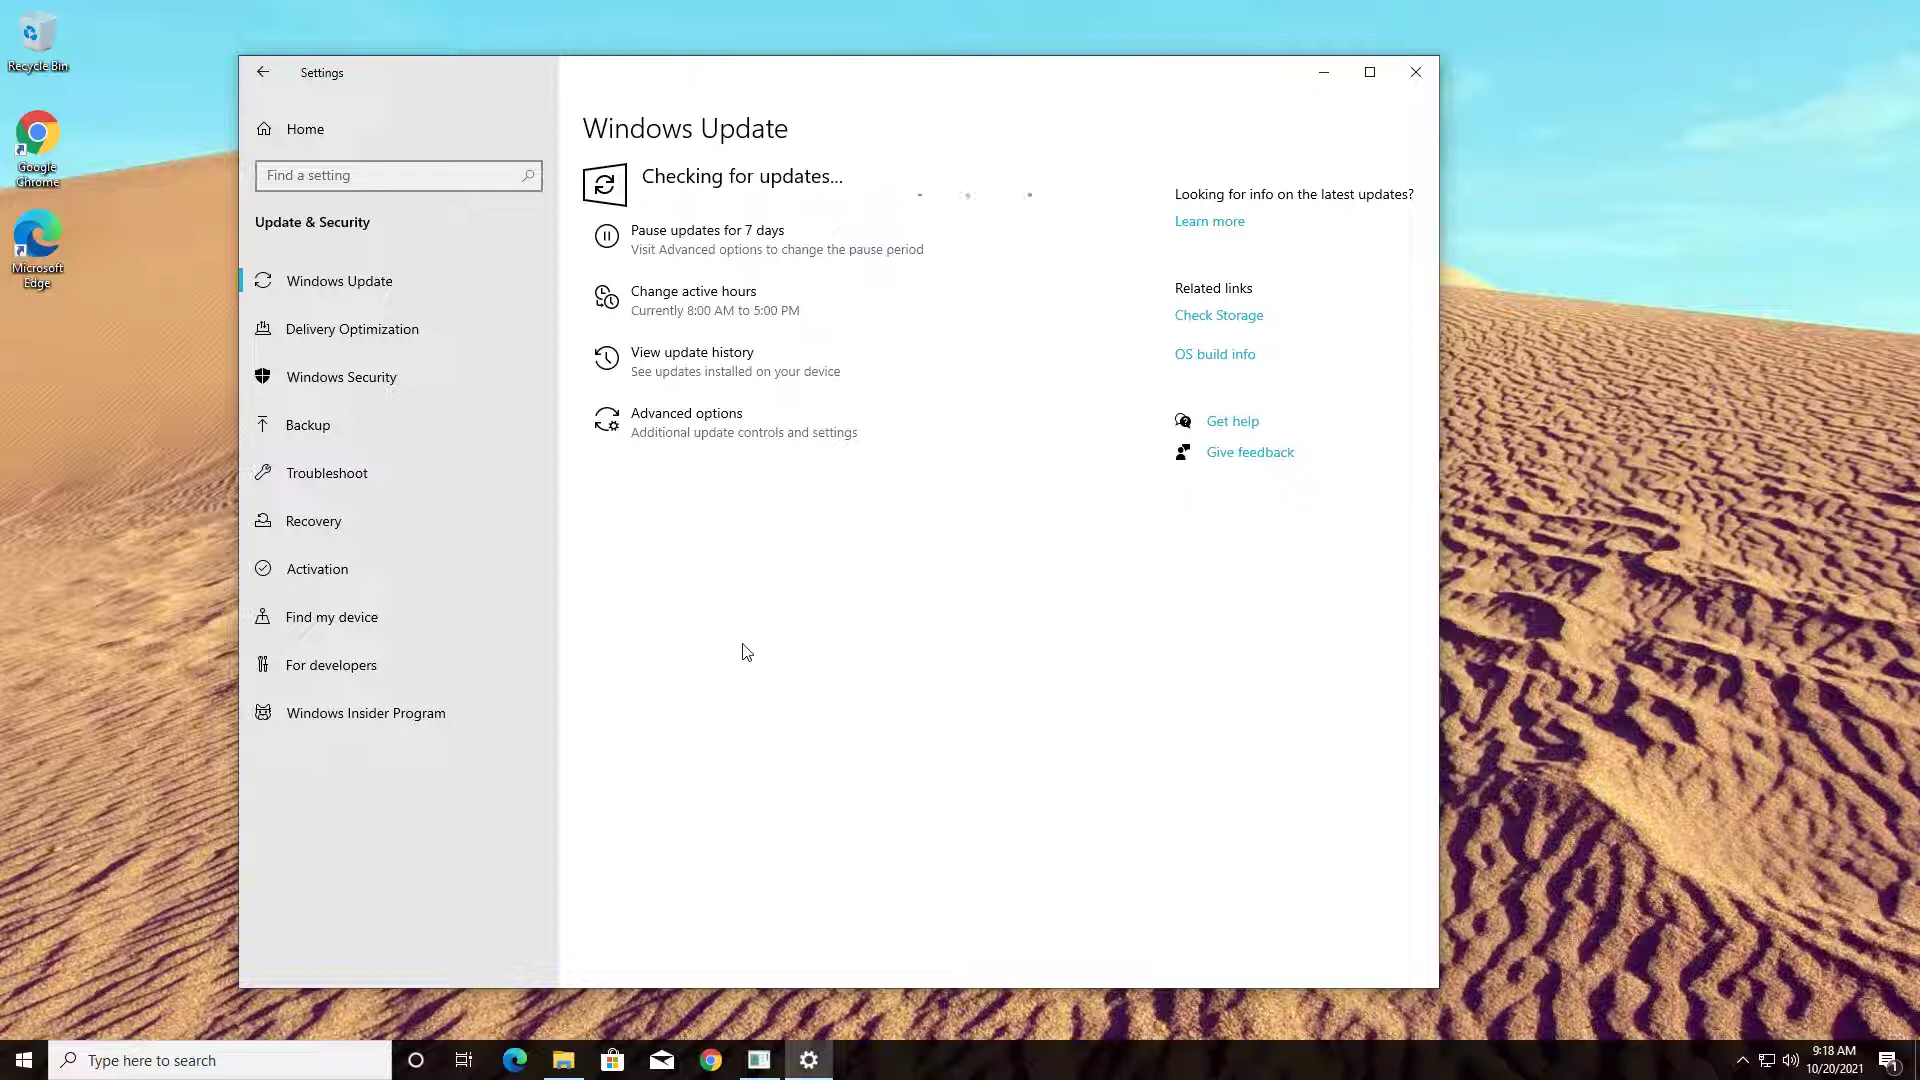 Recycle Bin
Google
Chrome
Microsoft
Edge
Settings
Home
Find a setting
Update & Security
Windows Update
Delivery Optimization
Windows Security
Backup
Troubleshoot
Recovery
Activation
Find my device
For developers
Windows Insider Program
Windows Update
Checking for updates...
Pause updates for 7 days
Visit Advanced options to change the pause period
Change active hours
Currently 8:00 AM to 5:00 PM
View update history
See updates installed on your device
Advanced options
Additional update controls and settings
Looking for info on the latest updates?
Learn more
Related links
Check Storage
OS build info
Get help
Give feedback
Type here to search
9:18 AM
10/20/2021
1